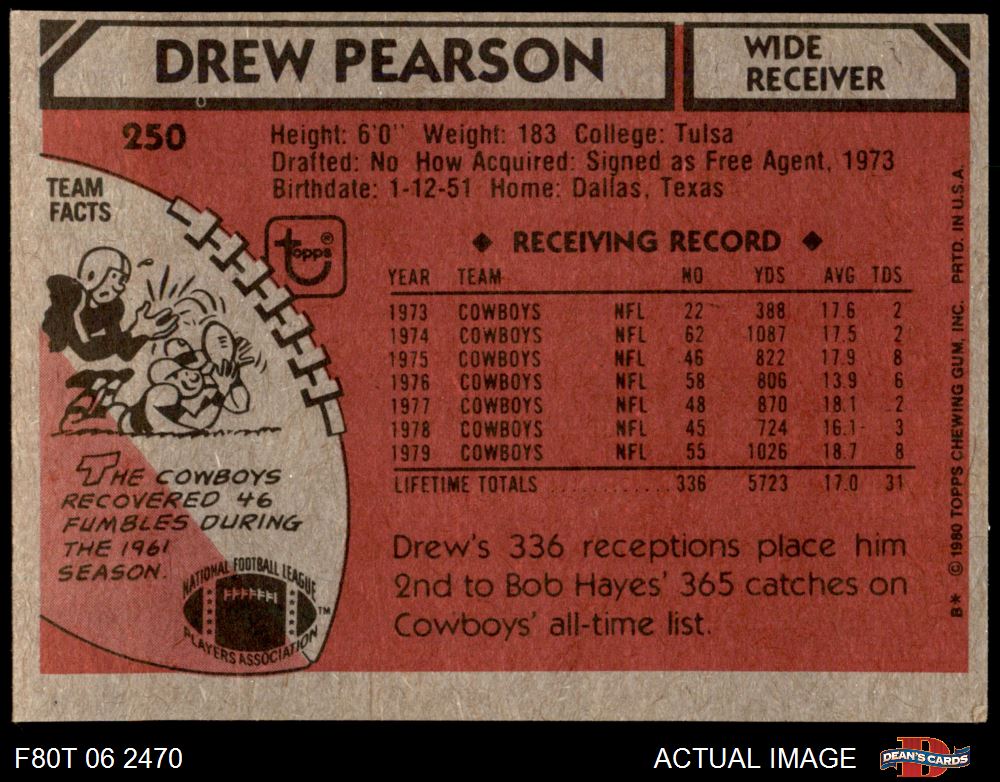 DREW PEARSON
WIDE
RECEIVER
250
Height: 6'0" Weight: 183 College: Tulsa
Drafted: No How Acquired: Signed as Free Agent, 1973
Birthdate: 1-12-51 Home: Dallas, Texas
TEAM
FACTS
topps®
◆ RECEIVING RECORD ◆
YEAR TEAM NO YDS AVG TDS
1973 COWBOYS NFL 22 388 17.6 2
1974 COWBOYS NFL 62 1087 17.5 2
1975 COWBOYS NFL 46 822 17.9 8
1976 COWBOYS NFL 58 806 13.9 6
1977 COWBOYS NFL 48 870 18.1 2
1978 COWBOYS NFL 45 724 16.1 3
1979 COWBOYS NFL 55 1026 18.7 8
LIFETIME TOTALS ............ 336 5723 17.0 31
THE COWBOYS
RECOVERED 46
FUMBLES DURING
THE 1961
SEASON.
NATIONAL FOOTBALL LEAGUE
PLAYERS ASSOCIATION
TM
Drew's 336 receptions place him
2nd to Bob Hayes' 365 catches on
Cowboys' all-time list.
B* © 1980 TOPPS CHEWING GUM, INC. PRTD. IN U.S.A.
F80T 06 2470
ACTUAL IMAGE
DEAN'S CARDS